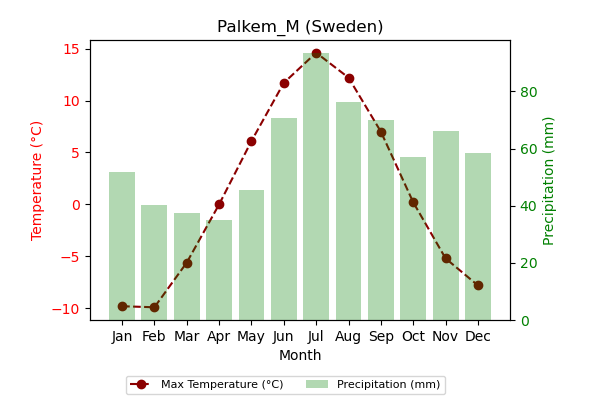 Palkem_M (Sweden)
15
10
5
0
−5
−10
Temperature (°C)
80
60
40
20
0
Precipitation (mm)
Jan Feb Mar Apr May Jun Jul Aug Sep Oct Nov Dec
Month
Max Temperature (°C) Precipitation (mm)